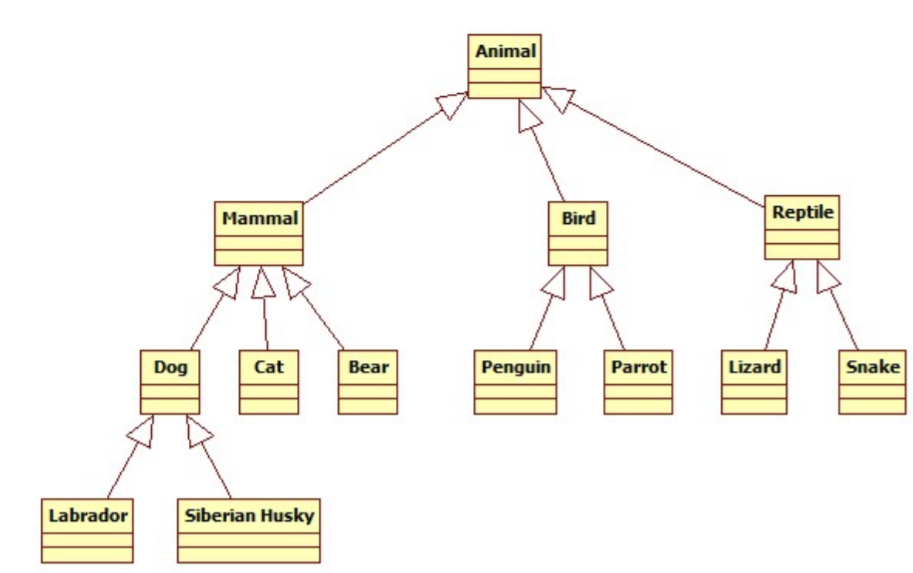 Animal
Mammal
Bird
Reptile
Dog
Cat
Bear
Penguin
Parrot
Lizard
Snake
Labrador
Siberian Husky